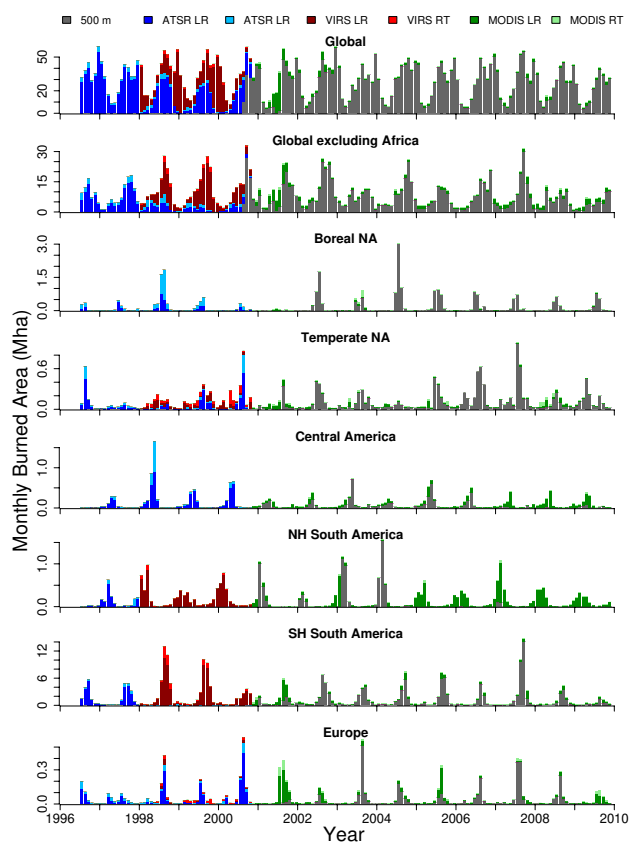 500 m ATSR LR ATSR RT VIRS LR VIRS RT MODIS LR MODIS RT
Global
0 20 50
Global excluding Africa
0 15 30
Boreal NA
0.0 1.5 3.0
Temperate NA
0.0 0.6
Central America
0.0 1.0
NH South America
0.0 1.0
SH South America
0 6 12
Europe
0.0 0.3
1996 1998 2000 2002 2004 2006 2008 2010
Year
Monthly Burned Area (Mha)